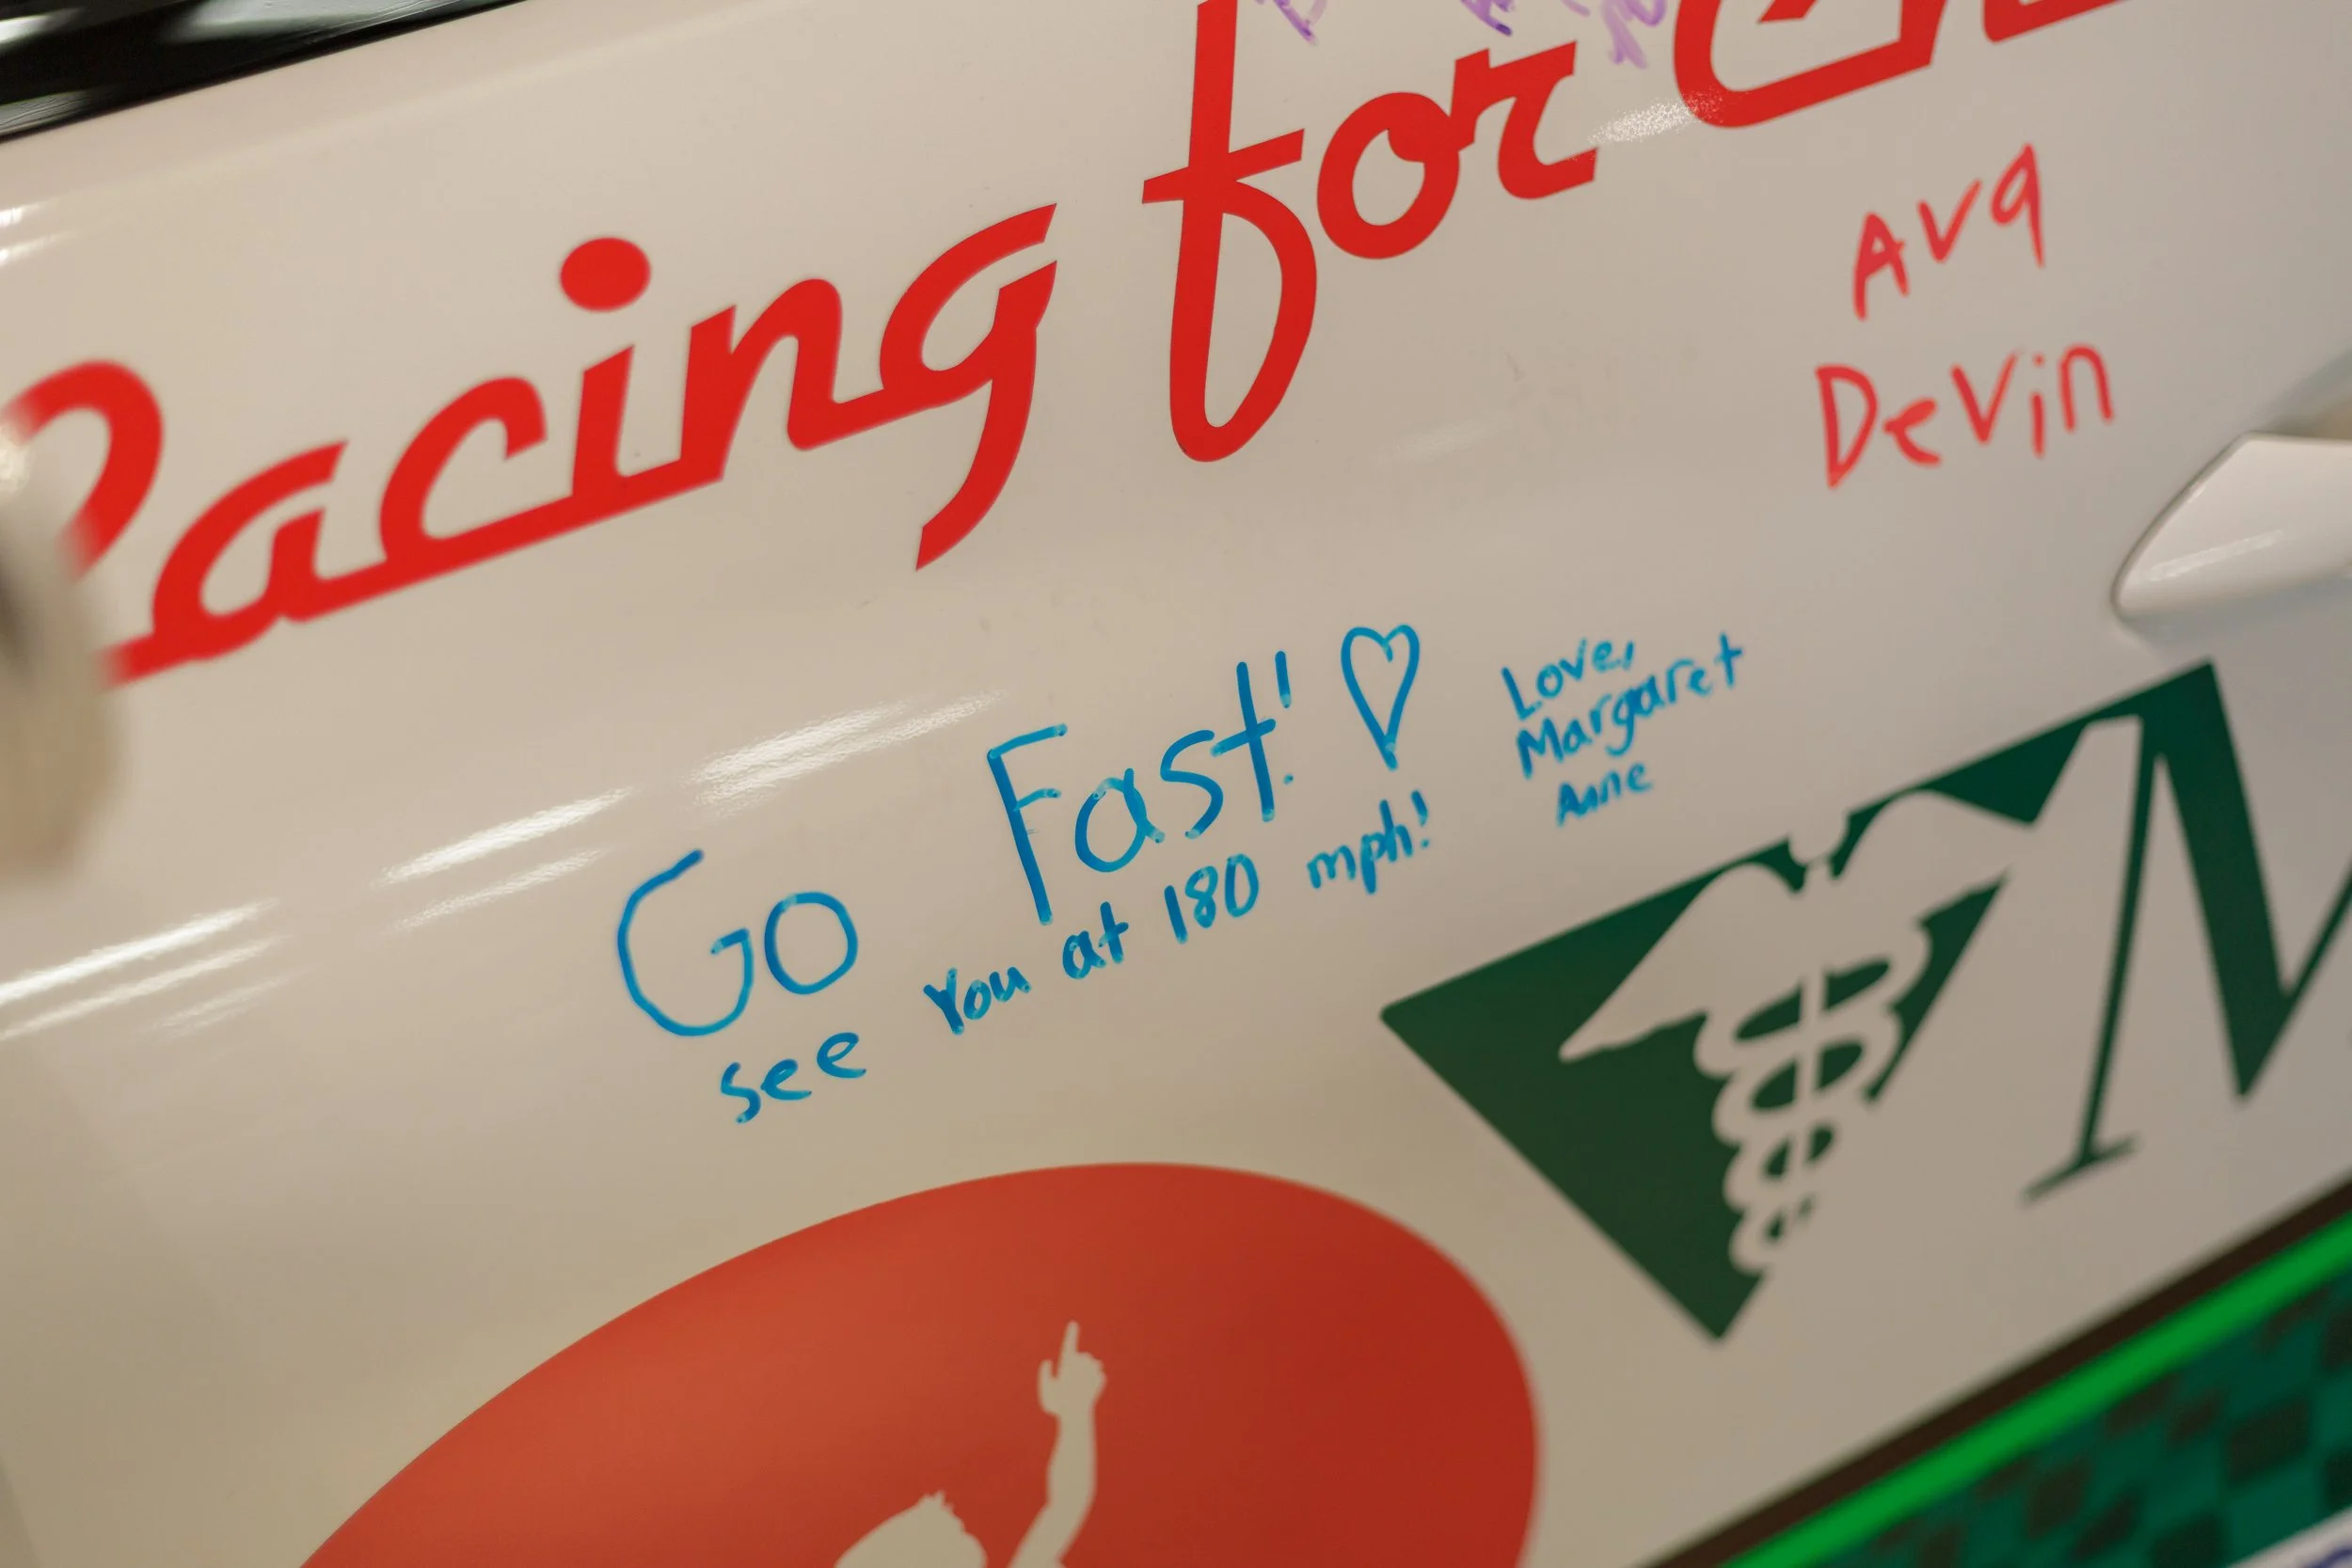 Racing for
Ava
Devin
Go Fast! ♡
see you at 180 mph!
Love,
Margaret
Anne
M